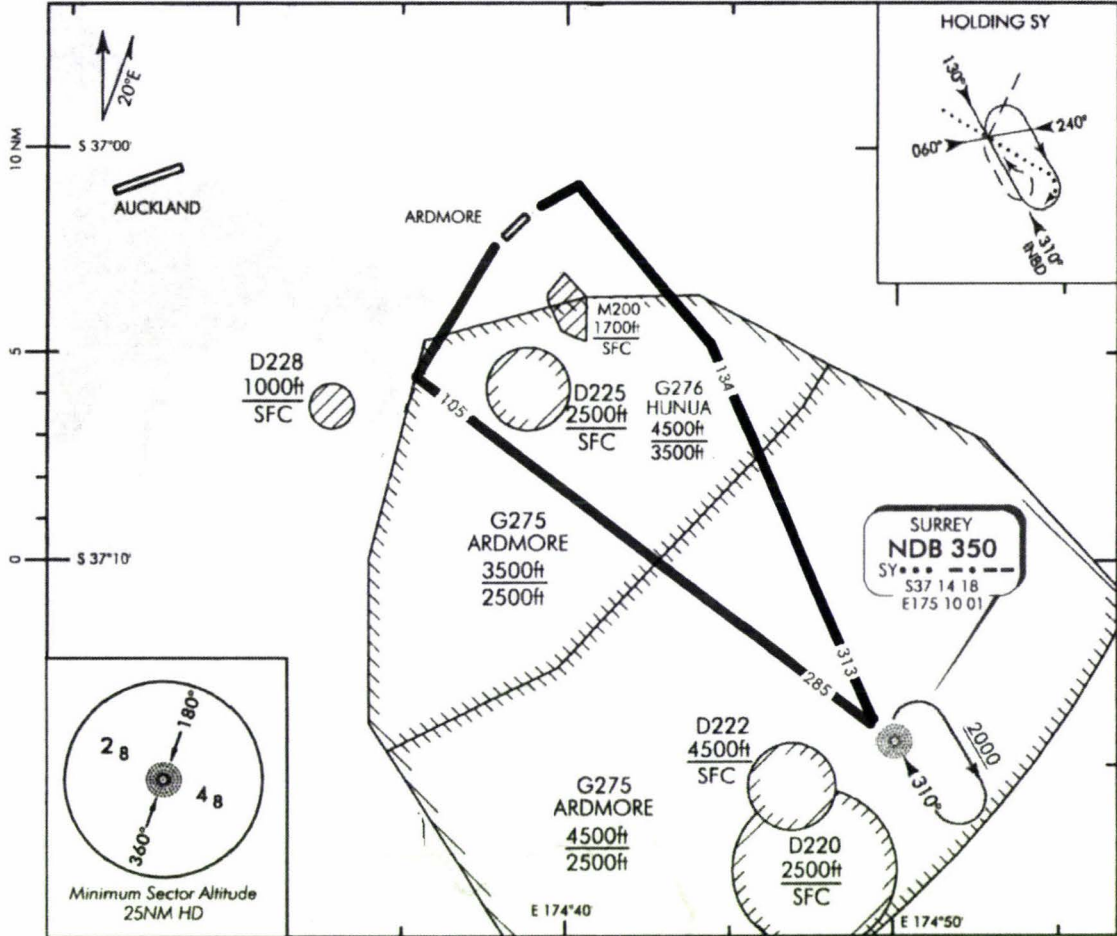 HOLDING SY
130°
240°
060°
310°
INBD
20°E
10 NM
S 37°00'
AUCKLAND
ARDMORE
M200
1700ft
SFC
5
D228
1000ft
SFC
D225
2500ft
SFC
G276
HUNUA
4500ft
3500ft
134
105
G275
ARDMORE
3500ft
2500ft
0
S 37°10'
SURREY
NDB 350
SY
S37 14 18
E175 10 01
313
285
2000
310°
D222
4500ft
SFC
G275
ARDMORE
4500ft
2500ft
D220
2500ft
SFC
180°
2 8
4 8
360°
Minimum Sector Altitude
25NM HD
E 174°40'
E 174°50'